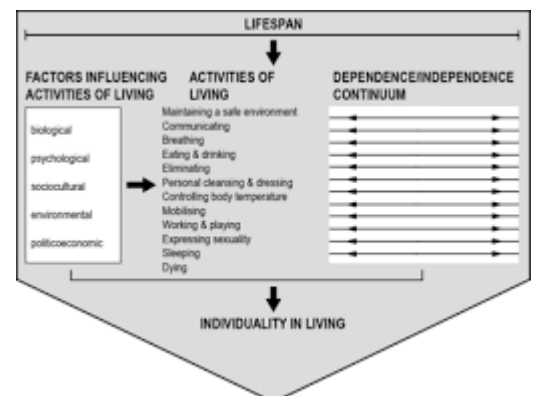 LIFESPAN
FACTORS INFLUENCING
ACTIVITIES OF LIVING
biological
psychological
sociocultural
environmental
politicoeconomic
ACTIVITIES OF
LIVING
Maintaining a safe environment
Communicating
Breathing
Eating & drinking
Eliminating
Personal cleansing & dressing
Controlling body temperature
Mobilising
Working & playing
Expressing sexuality
Sleeping
Dying
DEPENDENCE/INDEPENDENCE
CONTINUUM
INDIVIDUALITY IN LIVING